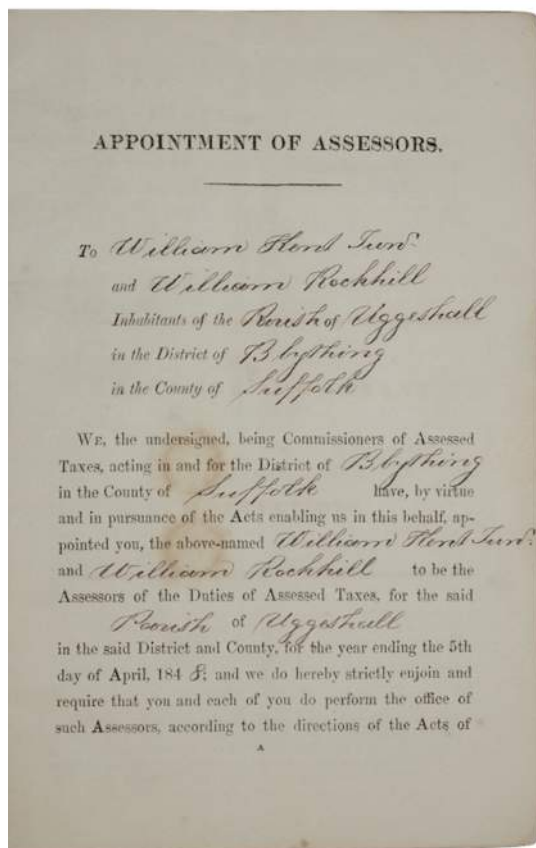 APPOINTMENT OF ASSESSORS.
To William Junr.
and William Rockhill
Inhabitants of the Parish of Uggeshall
in the District of Blything
in the County of Suffolk
WE, the undersigned, being Commissioners of Assessed
Taxes, acting in and for the District of Blything
in the County of Suffolk have, by virtue
and in pursuance of the Acts enabling us in this behalf, ap-
pointed you, the above-named William Junr.
and William Rockhill to be the
Assessors of the Duties of Assessed Taxes, for the said
Parish of Uggeshall
in the said District and County, for the year ending the 5th
day of April, 184 8; and we do hereby strictly enjoin and
require that you and each of you do perform the office of
such Assessors, according to the directions of the Acts of
A